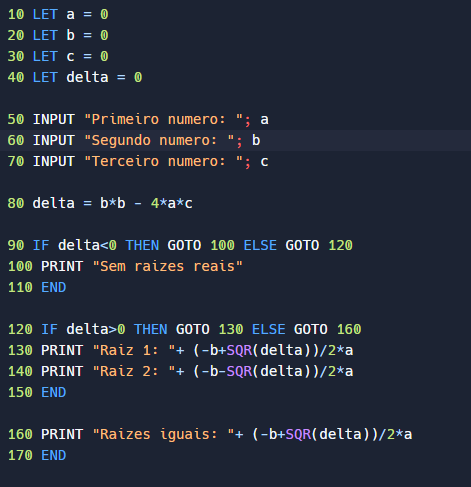 10 LET a = 0
20 LET b = 0
30 LET c = 0
40 LET delta = 0
50 INPUT "Primeiro numero: "; a
60 INPUT "Segundo numero: "; b
70 INPUT "Terceiro numero: "; c
80 delta = b*b - 4*a*c
90 IF delta<0 THEN GOTO 100 ELSE GOTO 120
100 PRINT "Sem raizes reais"
110 END
120 IF delta>0 THEN GOTO 130 ELSE GOTO 160
130 PRINT "Raiz 1: "+ (-b+SQR(delta))/2*a
140 PRINT "Raiz 2: "+ (-b-SQR(delta))/2*a
150 END
160 PRINT "Raizes iguais: "+ (-b+SQR(delta))/2*a
170 END